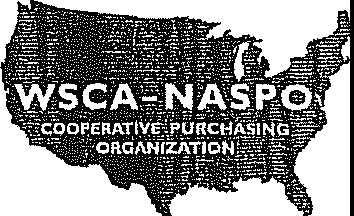 WSCA-NASPO
COOPERATIVE PURCHASING
ORGANIZATION